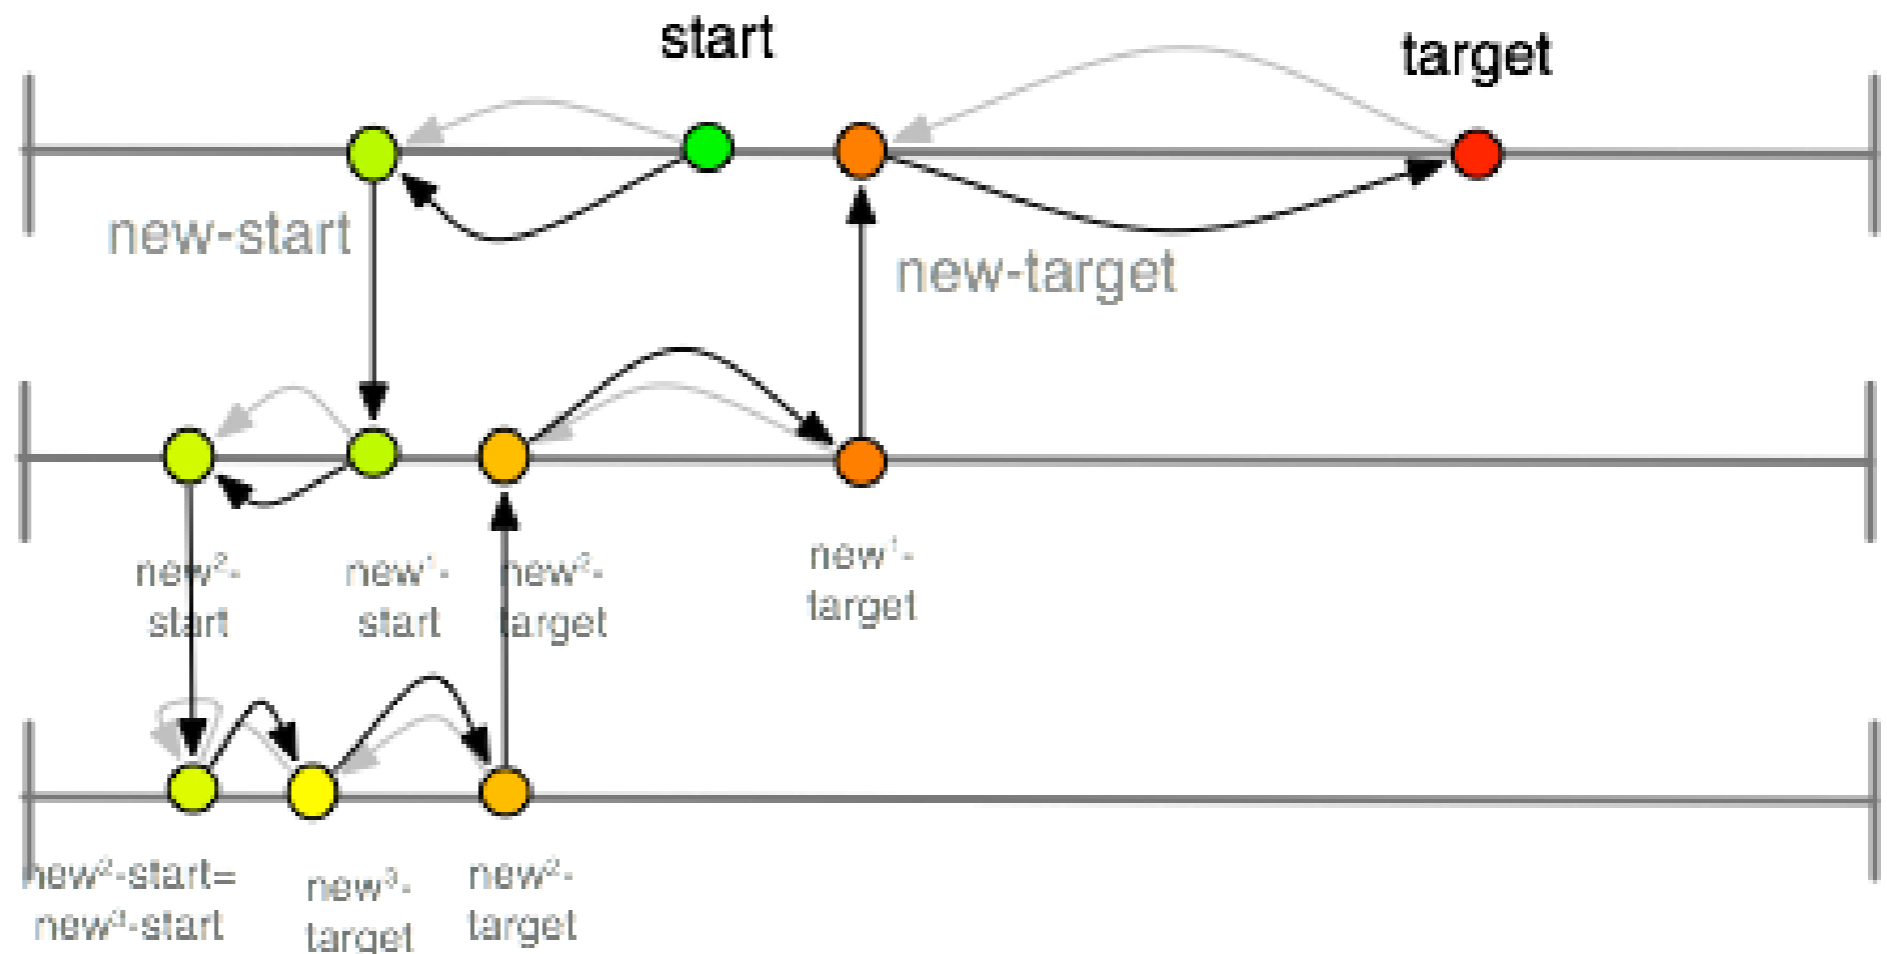 start
target
new-start
new-target
new²-
start
new¹-
start
new²-
target
new¹-
target
new²-start=
new³-start
new³-
target
new²-
target